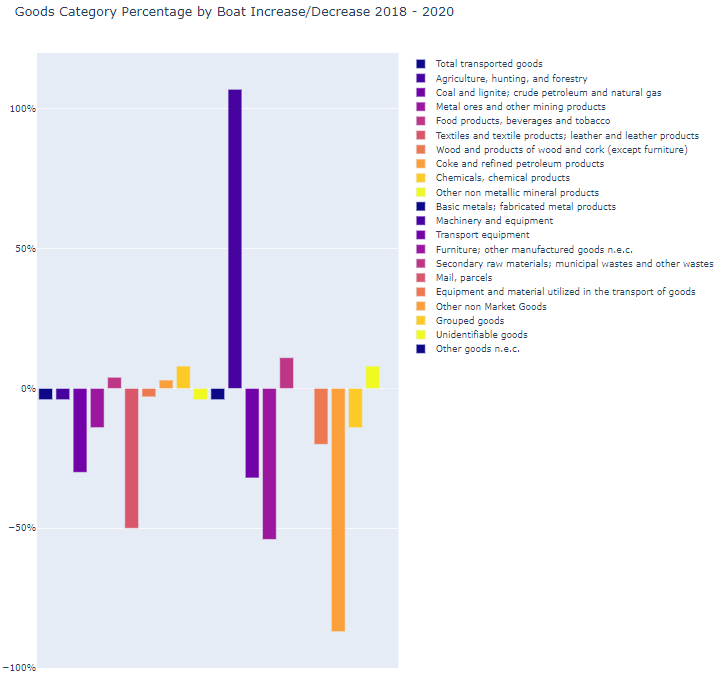 Goods Category Percentage by Boat Increase/Decrease 2018 - 2020
100%
50%
0%
−50%
−100%
Total transported goods
Agriculture, hunting, and forestry
Coal and lignite; crude petroleum and natural gas
Metal ores and other mining products
Food products, beverages and tobacco
Textiles and textile products; leather and leather products
Wood and products of wood and cork (except furniture)
Coke and refined petroleum products
Chemicals, chemical products
Other non metallic mineral products
Basic metals; fabricated metal products
Machinery and equipment
Transport equipment
Furniture; other manufactured goods n.e.c.
Secondary raw materials; municipal wastes and other wastes
Mail, parcels
Equipment and material utilized in the transport of goods
Other non Market Goods
Grouped goods
Unidentifiable goods
Other goods n.e.c.